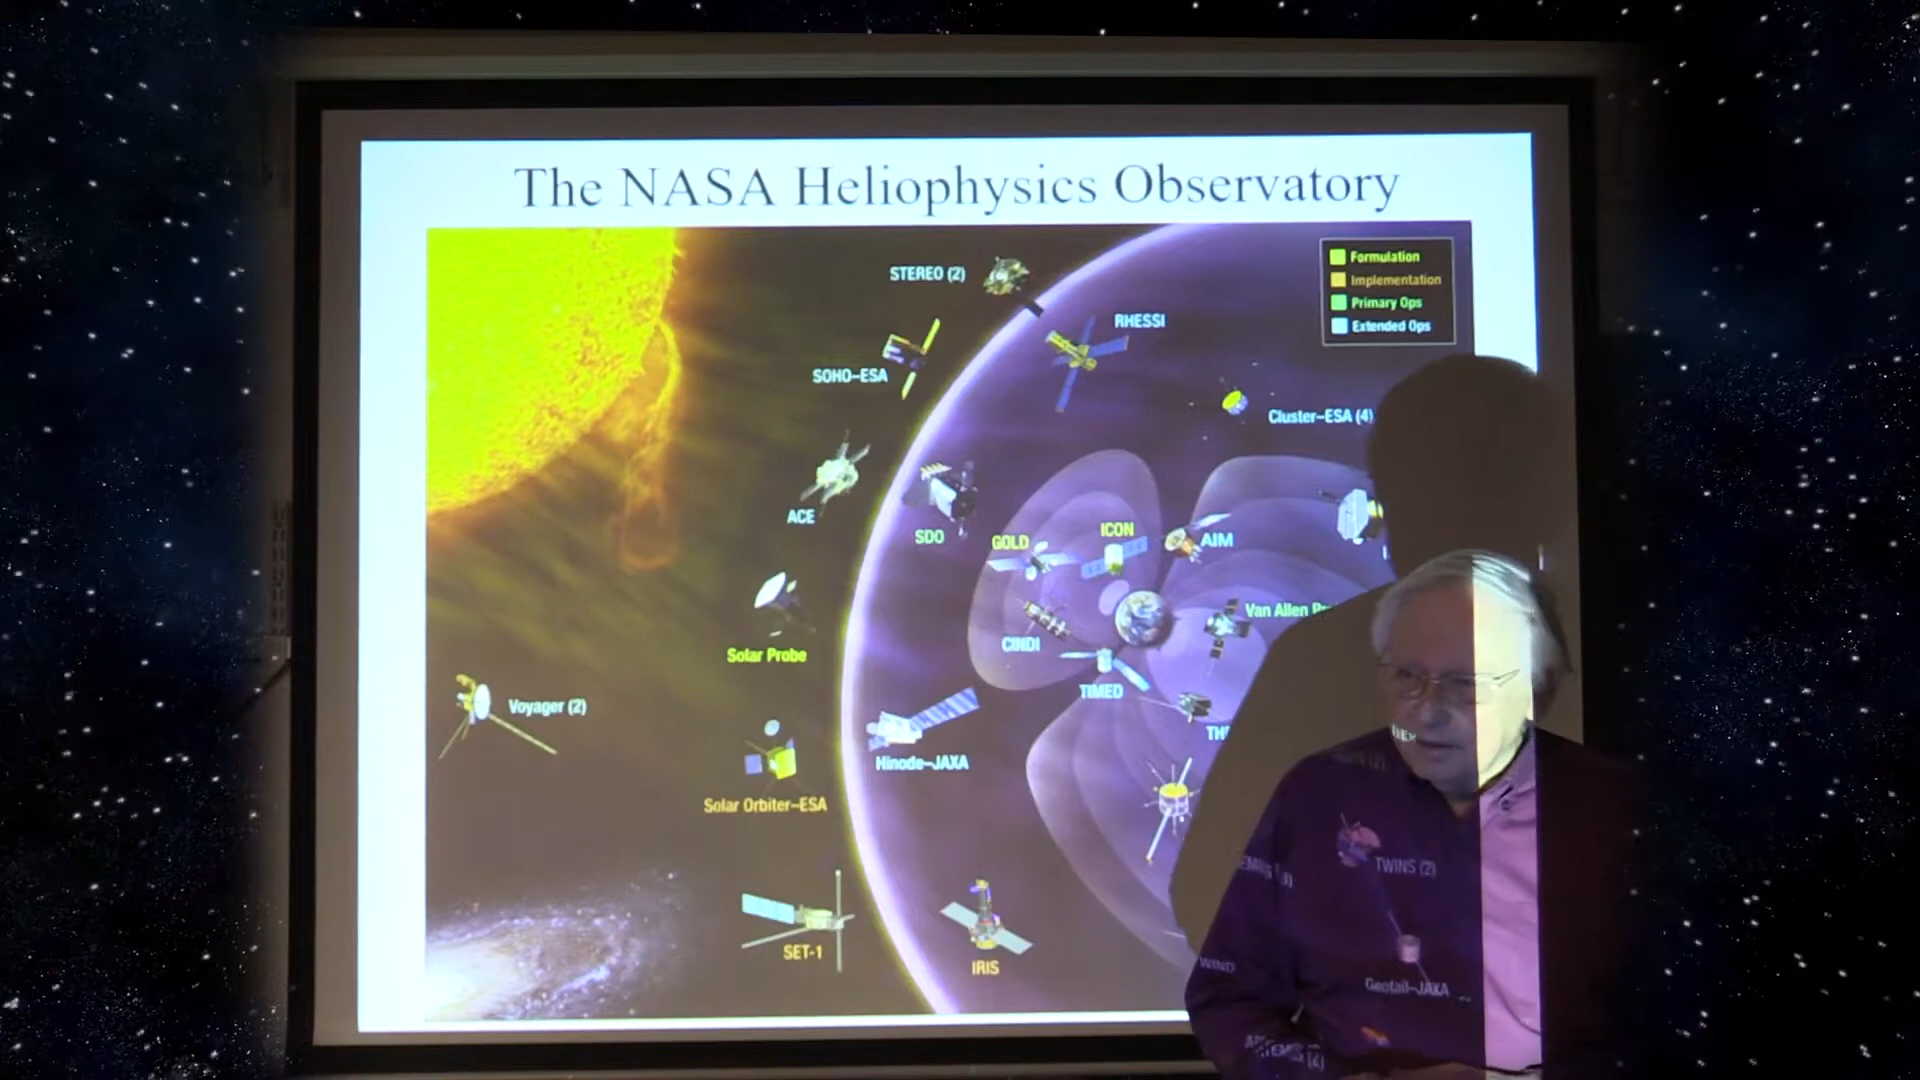 The NASA Heliophysics Observatory
Formulation
Implementation
Primary Ops
Extended Ops
STEREO (2)
RHESSI
SOHO-ESA
Cluster-ESA (4)
ACE
SDO
GOLD
ICON
AIM
Van Allen
CINDI
Solar Probe
TIMED
Voyager (2)
Hinode-JAXA
Solar Orbiter-ESA
TWINS (2)
SET-1
IRIS
WIND
Geotail-JAXA
ARTEMIS (2)